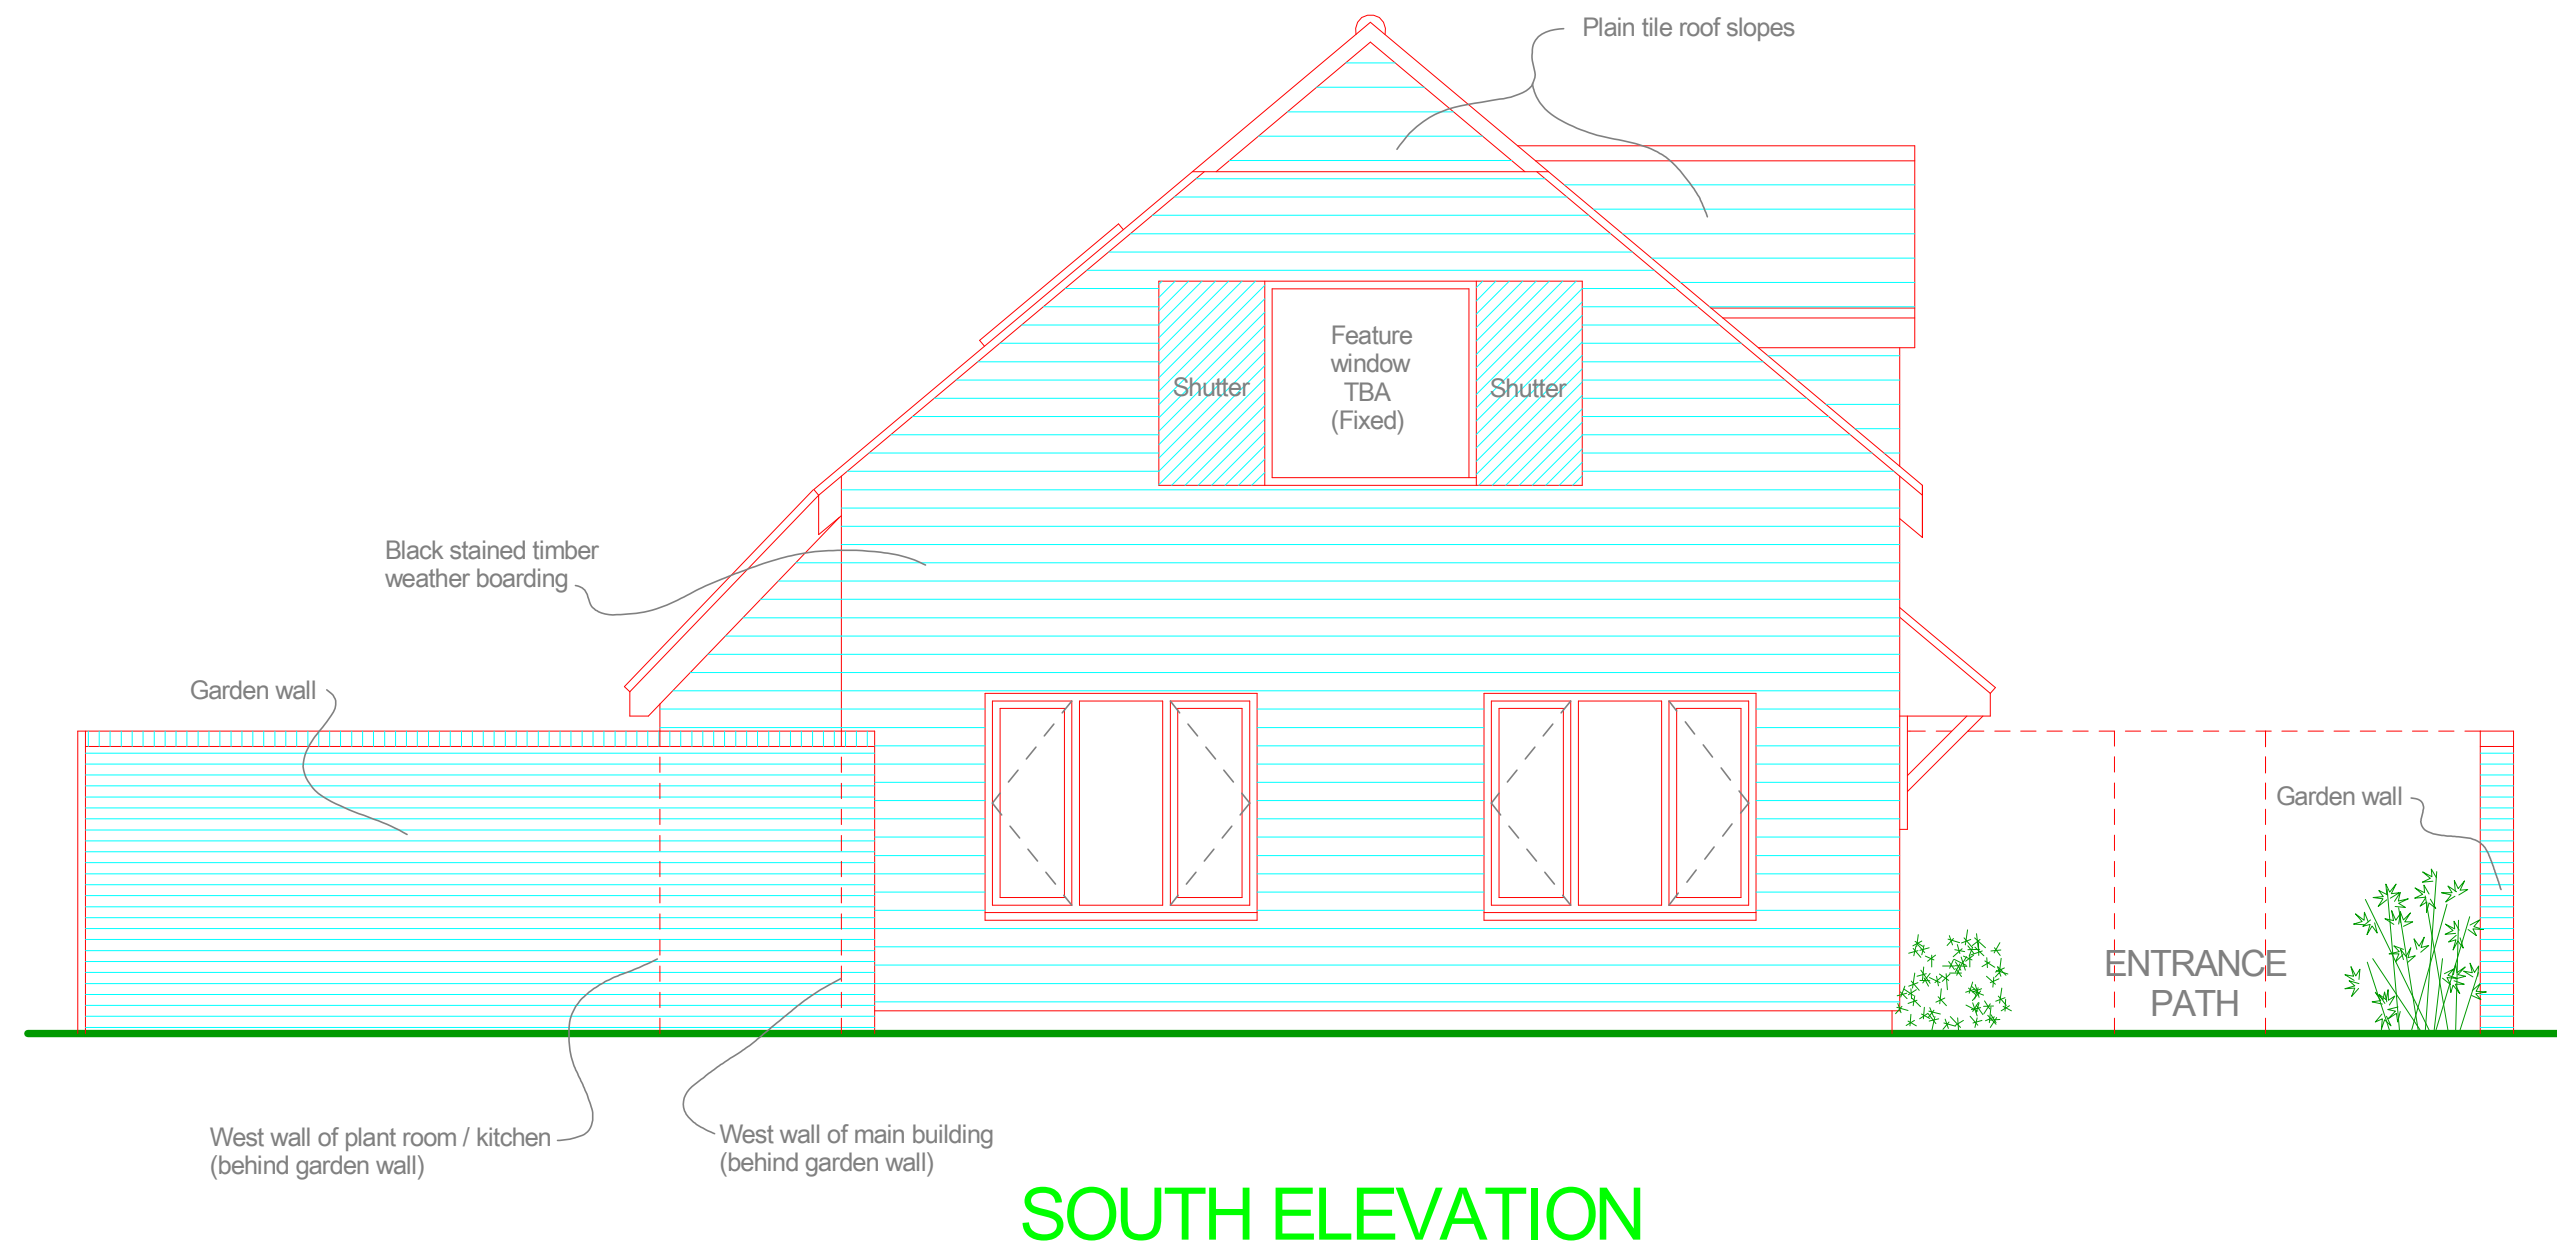 Plain tile roof slopes
Feature
window
TBA
(Fixed)
Shutter
Shutter
Black stained timber
weather boarding
Garden wall
Garden wall
ENTRANCE
PATH
West wall of plant room / kitchen
(behind garden wall)
West wall of main building
(behind garden wall)
SOUTH ELEVATION